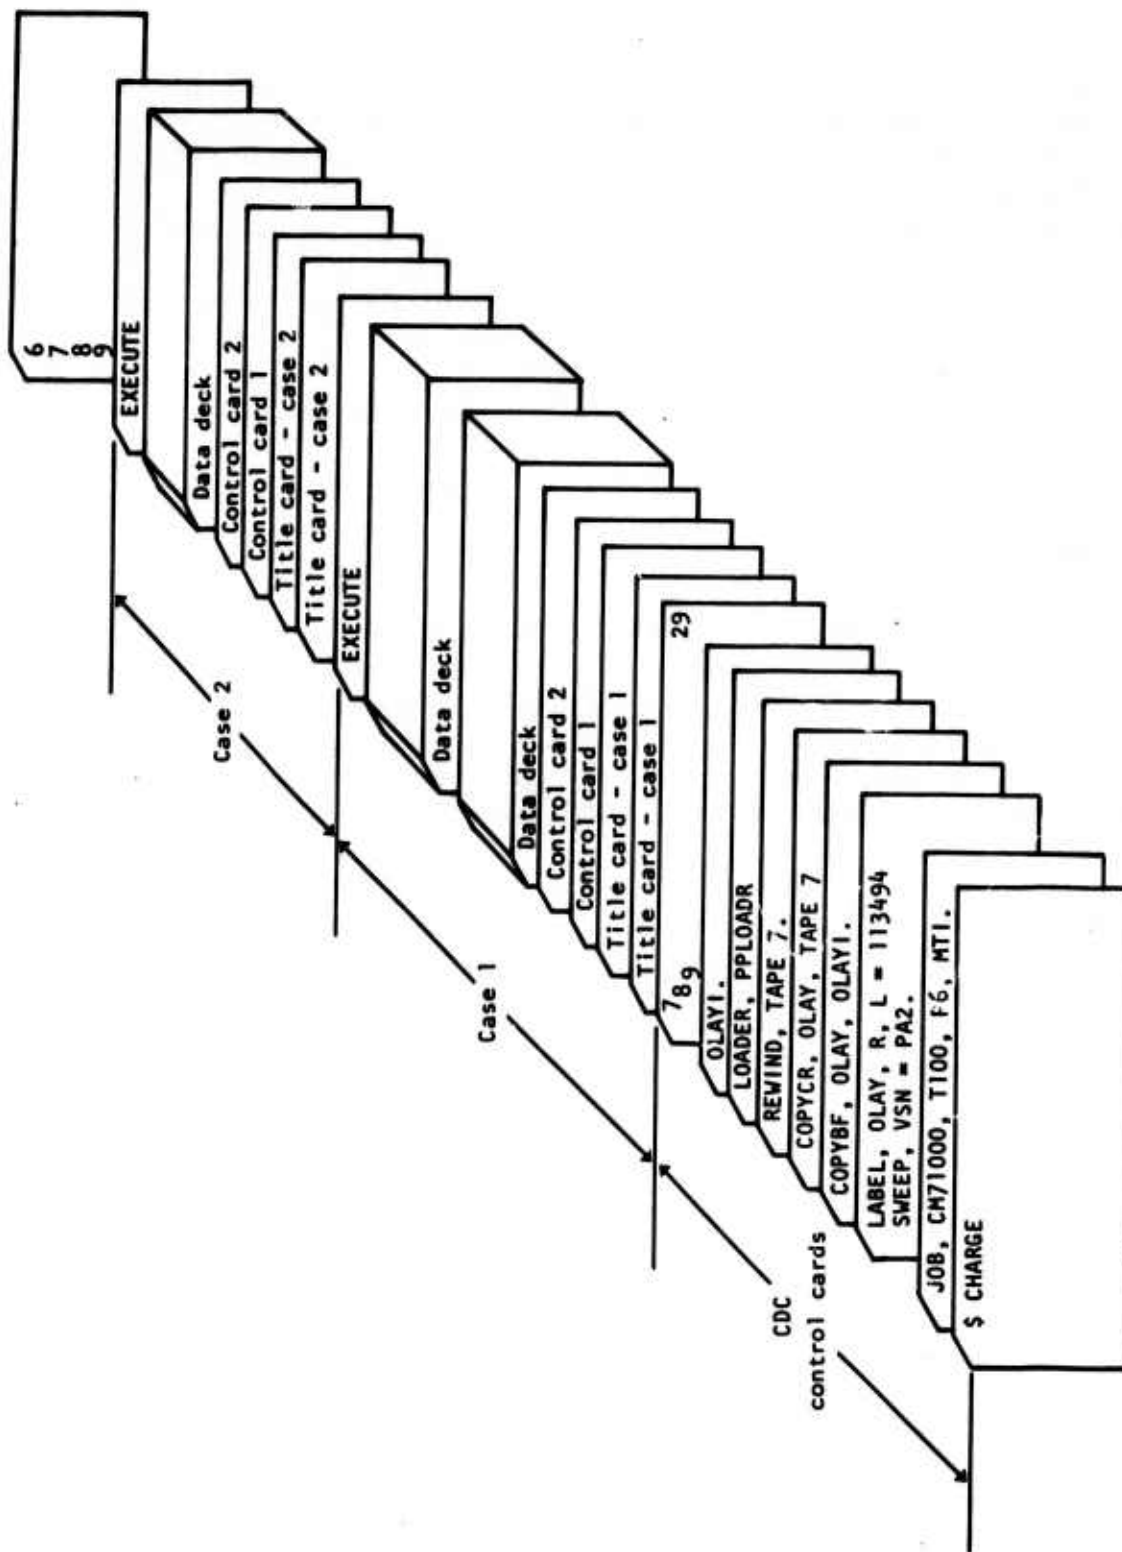 6
7
8
9
EXECUTE
Data deck
Control card 2
Control card 1
Title card - case 2
Title card - case 2
EXECUTE
Data deck
Data deck
Control card 2
Control card 1
Title card - case 1
Title card - case 1
789
29
OLAY1.
LOADER, PPLOADR
REWIND, TAPE 7.
COPYCR, OLAY, TAPE 7
COPYBF, OLAY, OLAY1.
LABEL, OLAY, R, L = 113494
SWEEP, VSN = PA2.
JOB, CM71000, T100, F6, MT1.
$ CHARGE
Case 2
Case 1
CDC
control cards